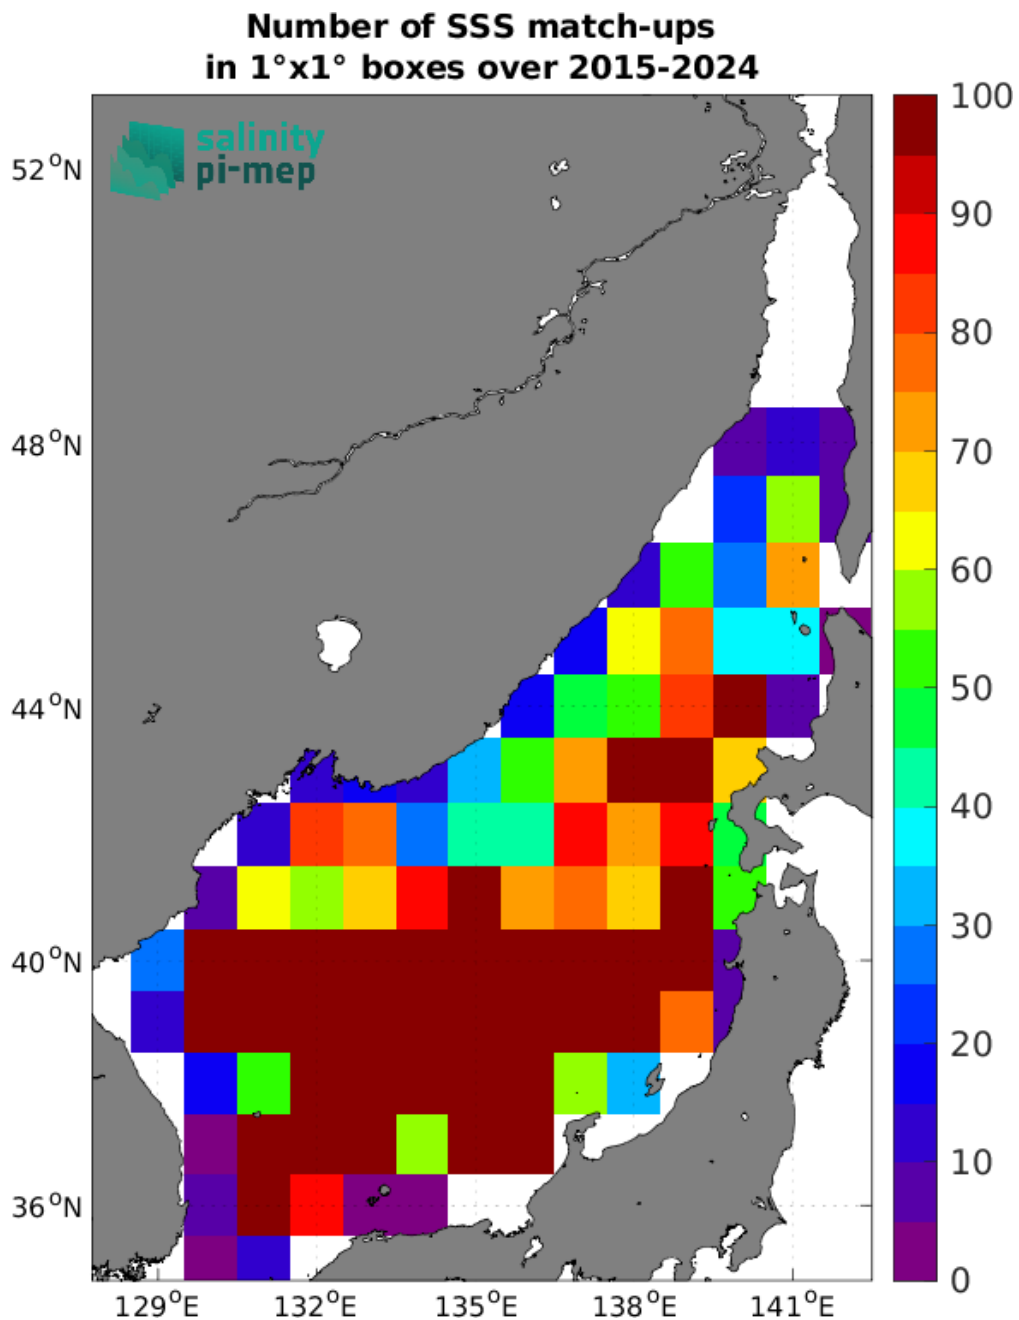 Number of SSS match-ups
in 1°x1° boxes over 2015-2024
salinity
pi-mep
52°N
48°N
44°N
40°N
36°N
129°E 132°E 135°E 138°E 141°E
100
90
80
70
60
50
40
30
20
10
0